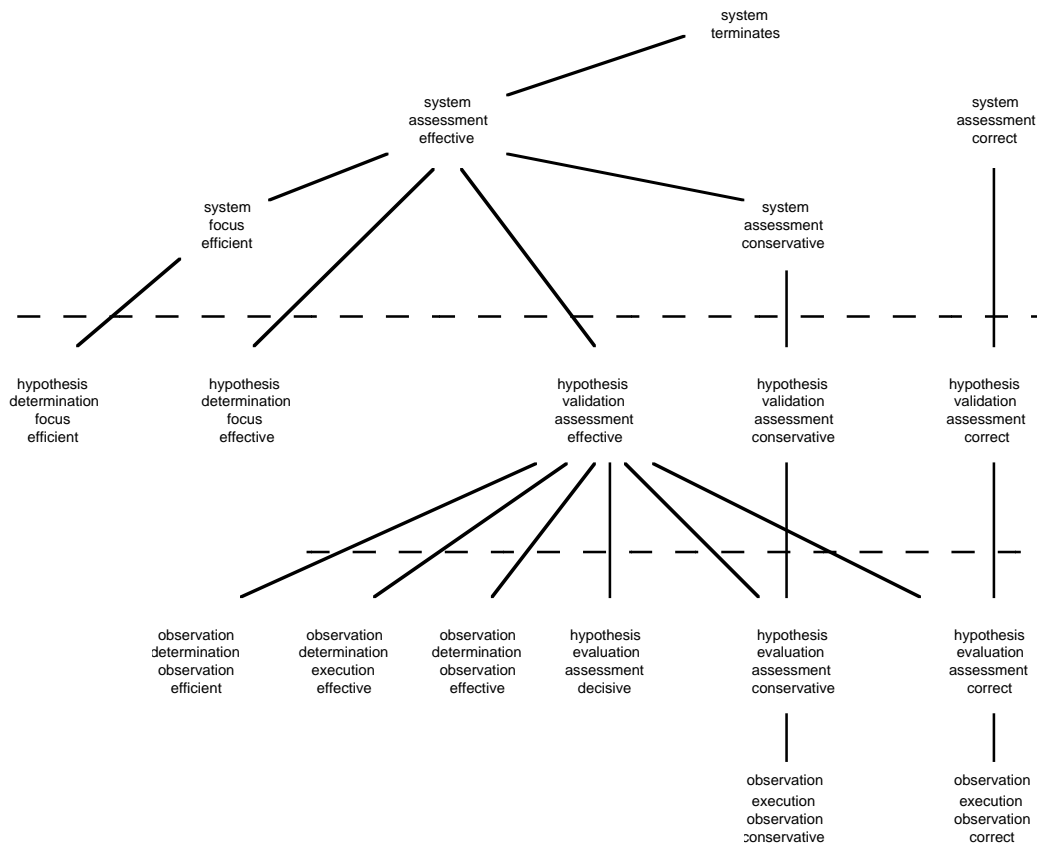 system
terminates
system
assessment
effective
system
assessment
correct
system
focus
efficient
system
assessment
conservative
hypothesis
determination
focus
efficient
hypothesis
determination
focus
effective
hypothesis
validation
assessment
effective
hypothesis
validation
assessment
conservative
hypothesis
validation
assessment
correct
observation
determination
observation
efficient
observation
determination
execution
effective
observation
determination
observation
effective
hypothesis
evaluation
assessment
decisive
hypothesis
evaluation
assessment
conservative
hypothesis
evaluation
assessment
correct
observation
execution
observation
conservative
observation
execution
observation
correct